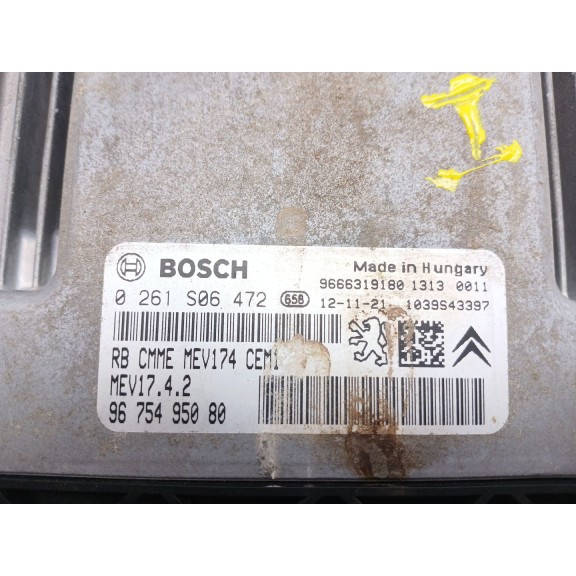 BOSCH
Made in Hungary
0 261 S06 472 658
9666319180 1313 0011
12-11-21 1039S43397
RB CMME MEV174 CEM1
MEV17.4.2
96 754 950 80